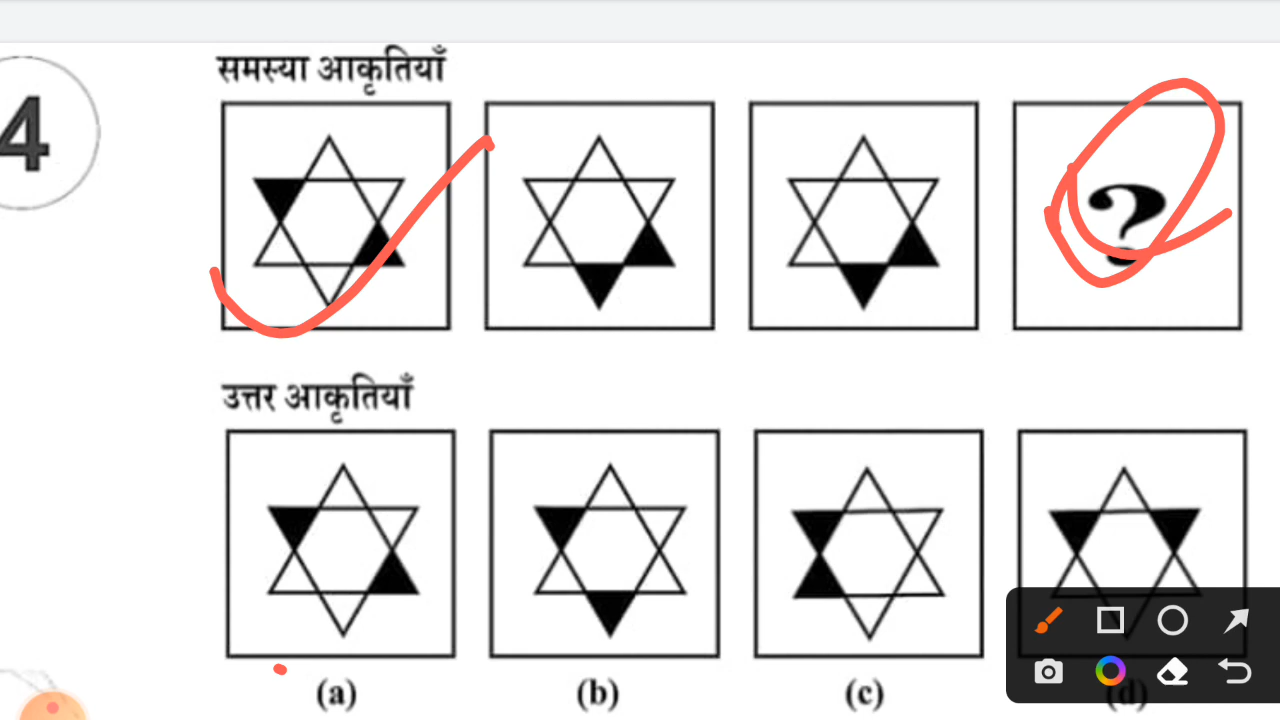 4
समस्या आकृतियाँ
?
उत्तर आकृतियाँ
(a) (b) (c) (d)